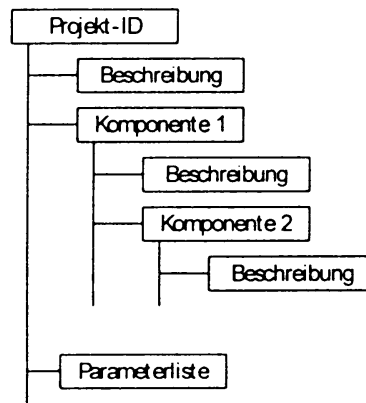 Projekt-ID
Beschreibung
Komponente 1
Beschreibung
Komponente 2
Beschreibung
Parameterliste